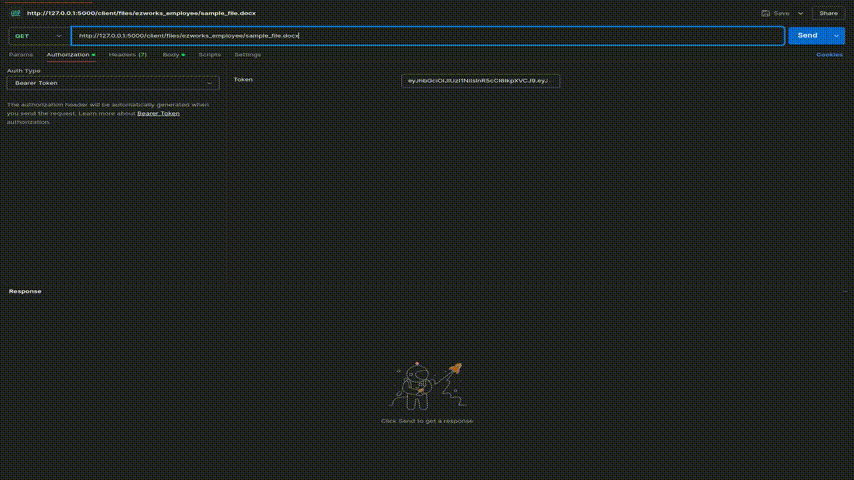 http://127.0.0.1:5000/client/files/ezworks_employee/sample_file.docx
Save
Share
GET
http://127.0.0.1:5000/client/files/ezworks_employee/sample_file.docx
Send
Params
Authorization
Headers (7)
Body
Scripts
Settings
Cookies
Auth Type
Bearer Token
Token
The authorization header will be automatically generated when
you send the request. Learn more about Bearer Token
authorization.
Response
Click Send to get a response